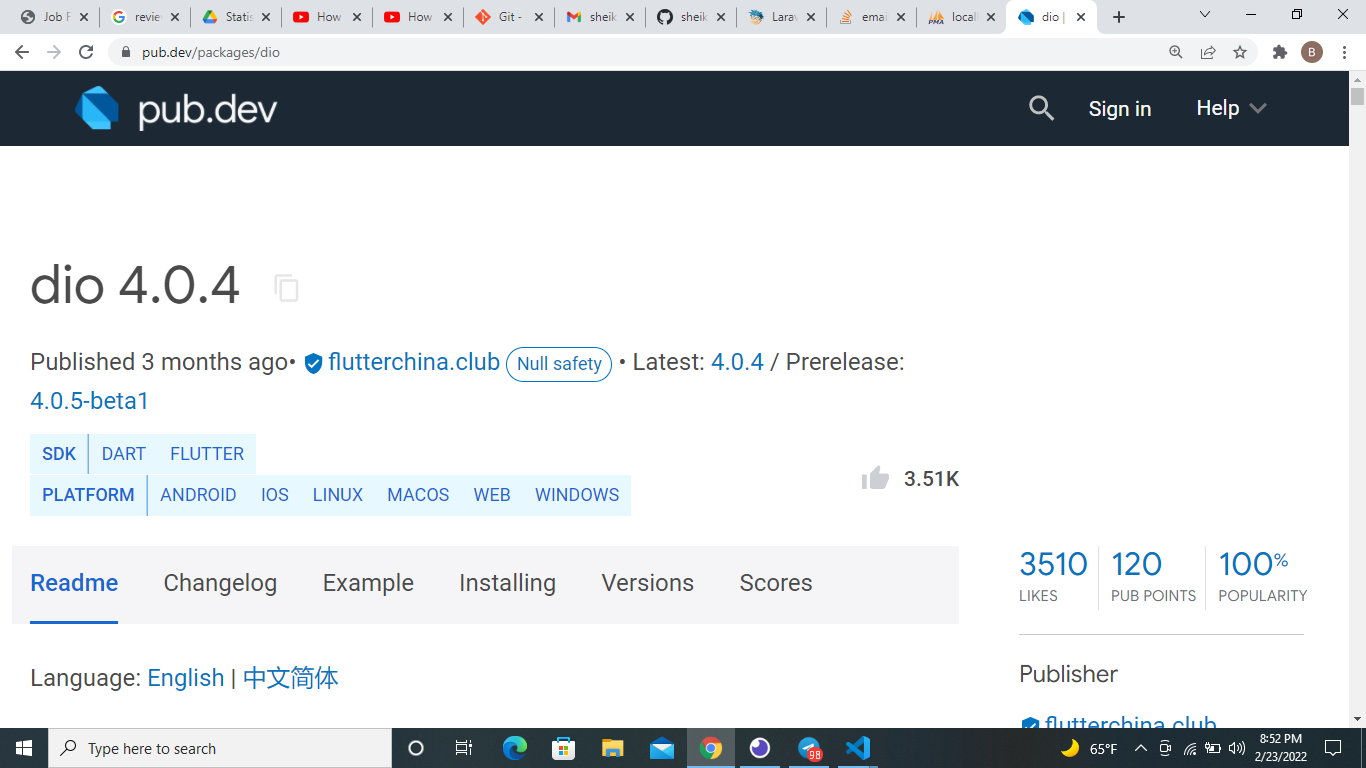 Job F
revie
Statis
How
How
Git -
sheik
sheik
Larav
emai
locall
dio |
pub.dev/packages/dio
B
pub.dev
Sign in
Help
dio 4.0.4
Published 3 months ago• flutterchina.club Null safety • Latest: 4.0.4 / Prerelease:
4.0.5-beta1
SDK DART FLUTTER
PLATFORM ANDROID IOS LINUX MACOS WEB WINDOWS
3.51K
Readme Changelog Example Installing Versions Scores
3510 120 100%
LIKES PUB POINTS POPULARITY
Language: English | 中文简体
Publisher
flutterchina.club
Type here to search
98
65°F
8:52 PM
2/23/2022